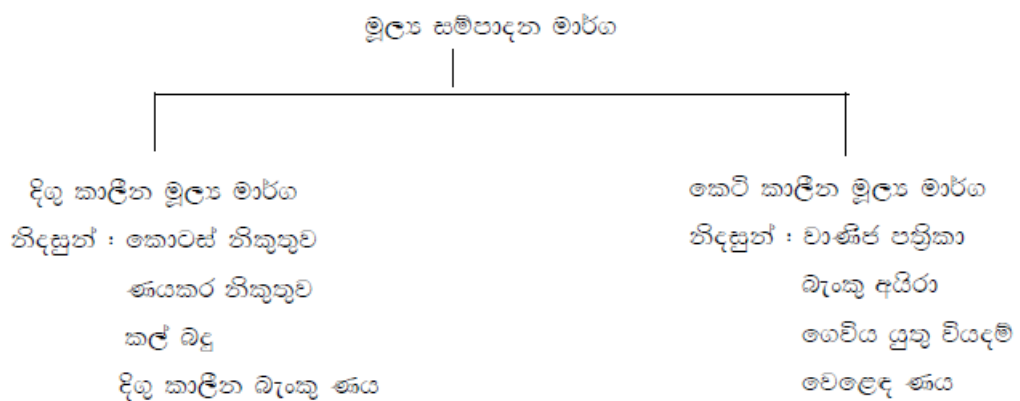 මූල්‍ය සම්පාදන මාර්ග
දිගු කාලීන මූල්‍ය මාර්ග
නිදසුන් : කොටස් නිකුතුව
ණයකර නිකුතුව
කල් බදු
දිගු කාලීන බැංකු ණය
කෙටි කාලීන මූල්‍ය මාර්ග
නිදසුන් : වාණිජ පත්‍රිකා
බැංකු අයිරා
ගෙවිය යුතු වියදම්
වෙළෙඳ ණය